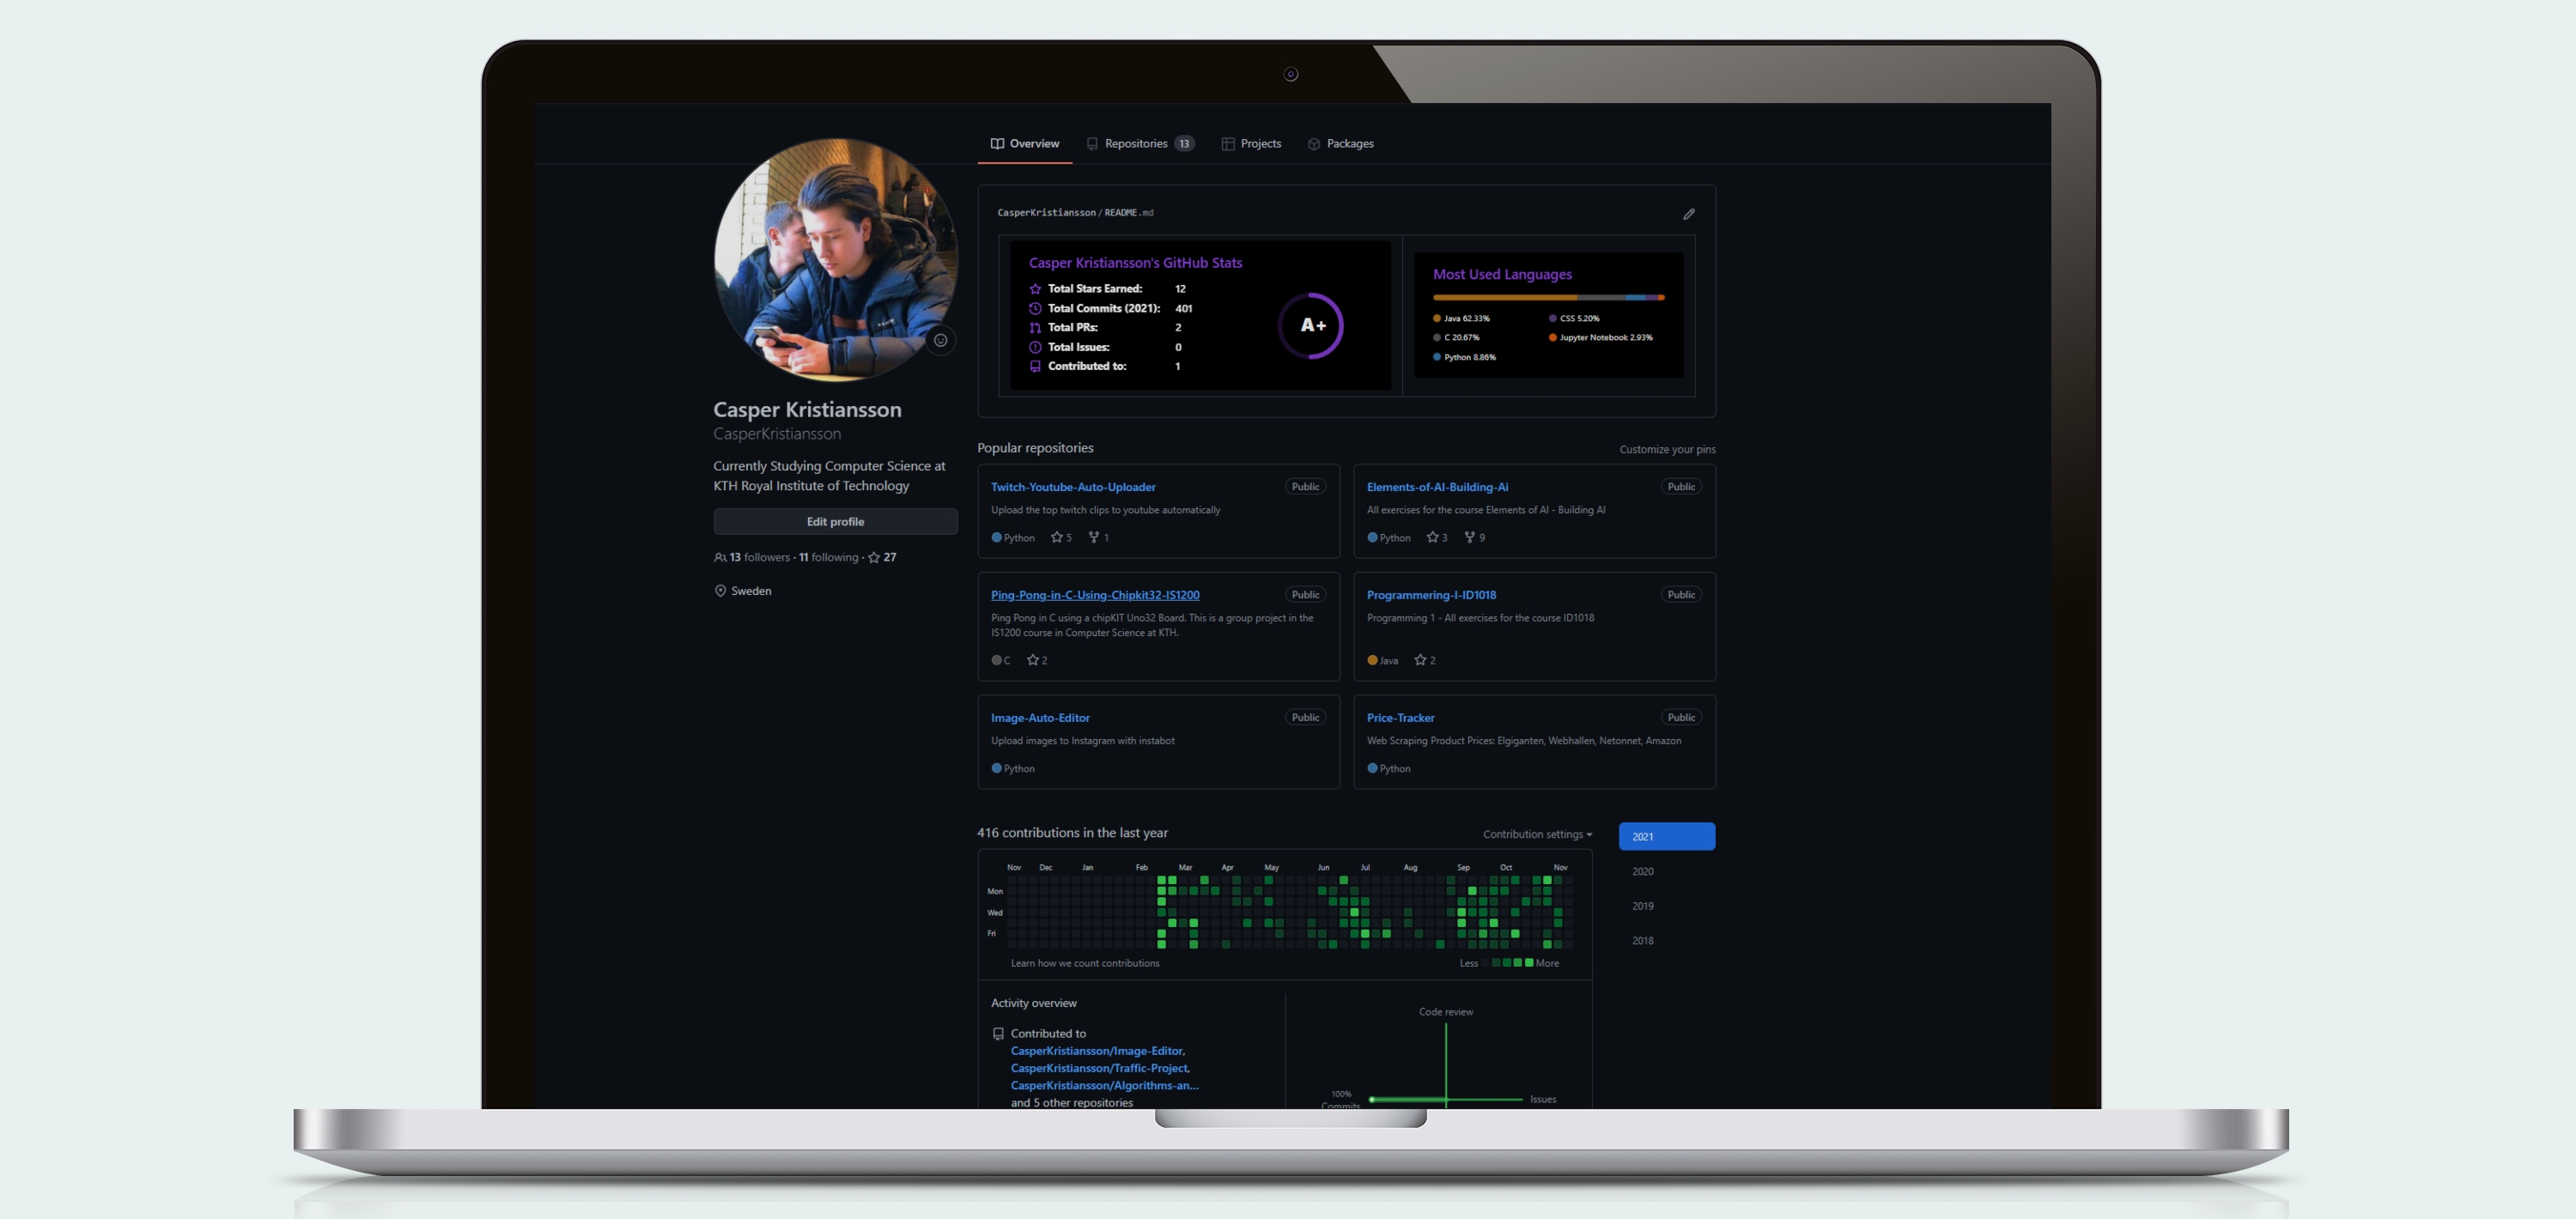 Overview Repositories 13 Projects Packages
CasperKristiansson / README.md
Casper Kristiansson's GitHub Stats
Total Stars Earned: 12
Total Commits (2021): 401
Total PRs: 2
Total Issues: 0
Contributed to: 1
A+
Most Used Languages
Java 62.33%
CSS 5.20%
C 20.67%
Jupyter Notebook 2.93%
Python 8.86%
Casper Kristiansson
CasperKristiansson
Currently Studying Computer Science at
KTH Royal Institute of Technology
Edit profile
13 followers · 11 following · 27
Sweden
Popular repositories
Customize your pins
Twitch-Youtube-Auto-Uploader Public
Upload the top twitch clips to youtube automatically
Python 5 1
Elements-of-AI-Building-Ai Public
All exercises for the course Elements of AI - Building AI
Python 3 9
Ping-Pong-in-C-Using-Chipkit32-IS1200 Public
Ping Pong in C using a chipKIT Uno32 Board. This is a group project in the
IS1200 course in Computer Science at KTH.
C 2
Programmering-I-ID1018 Public
Programming 1 - All exercises for the course ID1018
Java 2
Image-Auto-Editor Public
Upload images to Instagram with instabot
Python
Price-Tracker Public
Web Scraping Product Prices: Elgiganten, Webhallen, Netonnet, Amazon
Python
416 contributions in the last year
Contribution settings
2021
2020
2019
2018
Nov Dec Jan Feb Mar Apr May Jun Jul Aug Sep Oct Nov
Mon
Wed
Fri
Learn how we count contributions
Less More
Activity overview
Contributed to
CasperKristiansson/Image-Editor,
CasperKristiansson/Traffic-Project,
CasperKristiansson/Algorithms-an...
and 5 other repositories
Code review
100%
Commits
Issues